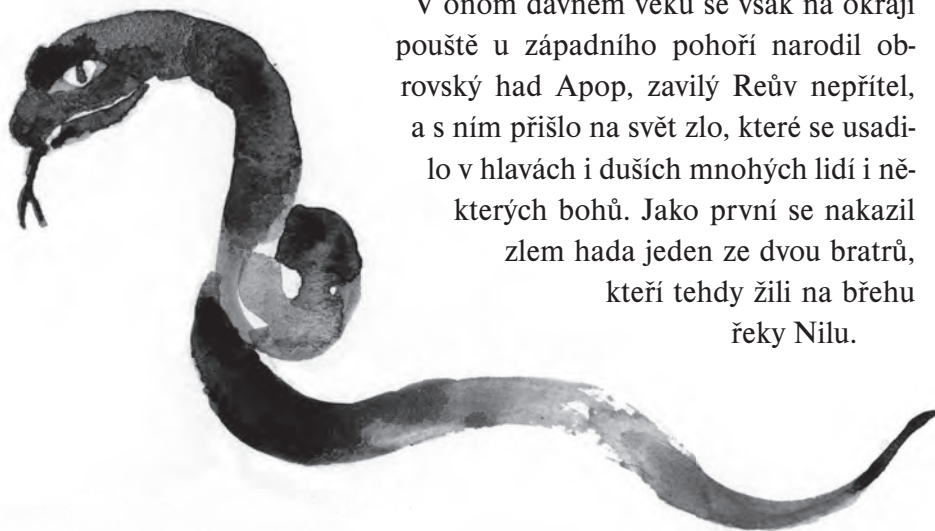 V onom dávném věku se však na okraji
pouště u západního pohoří narodil ob-
rovský had Apop, zavilý Reův nepřítel,
a s ním přišlo na svět zlo, které se usadi-
lo v hlavách i duších mnohých lidí i ně-
kterých bohů. Jako první se nakazil
zlem hada jeden ze dvou bratrů,
kteří tehdy žili na břehu
řeky Nilu.